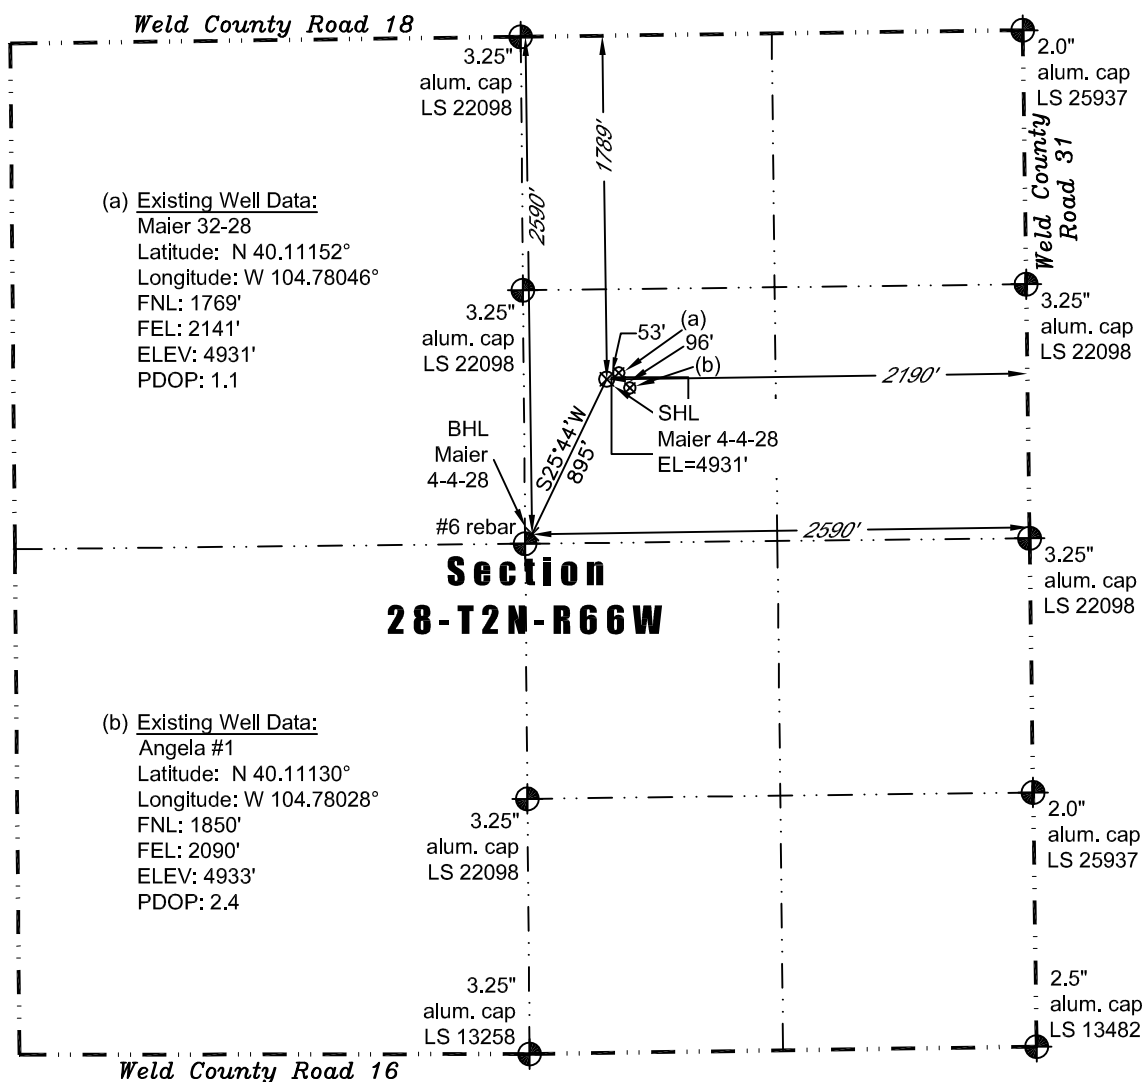 Weld County Road 18
3.25"
alum. cap
LS 22098
2.0"
alum. cap
LS 25937
Weld County
Road 31
1789'
2590'
(a) Existing Well Data:
Maier 32-28
Latitude: N 40.11152°
Longitude: W 104.78046°
FNL: 1769'
FEL: 2141'
ELEV: 4931'
PDOP: 1.1
3.25"
alum. cap
LS 22098
3.25"
alum. cap
LS 22098
53'
(a)
96'
(b)
2190'
SHL
Maier 4-4-28
EL=4931'
BHL
Maier
4-4-28
S25°44'W
895'
#6 rebar
2590'
3.25"
alum. cap
LS 22098
Section
28-T2N-R66W
(b) Existing Well Data:
Angela #1
Latitude: N 40.11130°
Longitude: W 104.78028°
FNL: 1850'
FEL: 2090'
ELEV: 4933'
PDOP: 2.4
3.25"
alum. cap
LS 22098
2.0"
alum. cap
LS 25937
3.25"
alum. cap
LS 13258
2.5"
alum. cap
LS 13482
Weld County Road 16